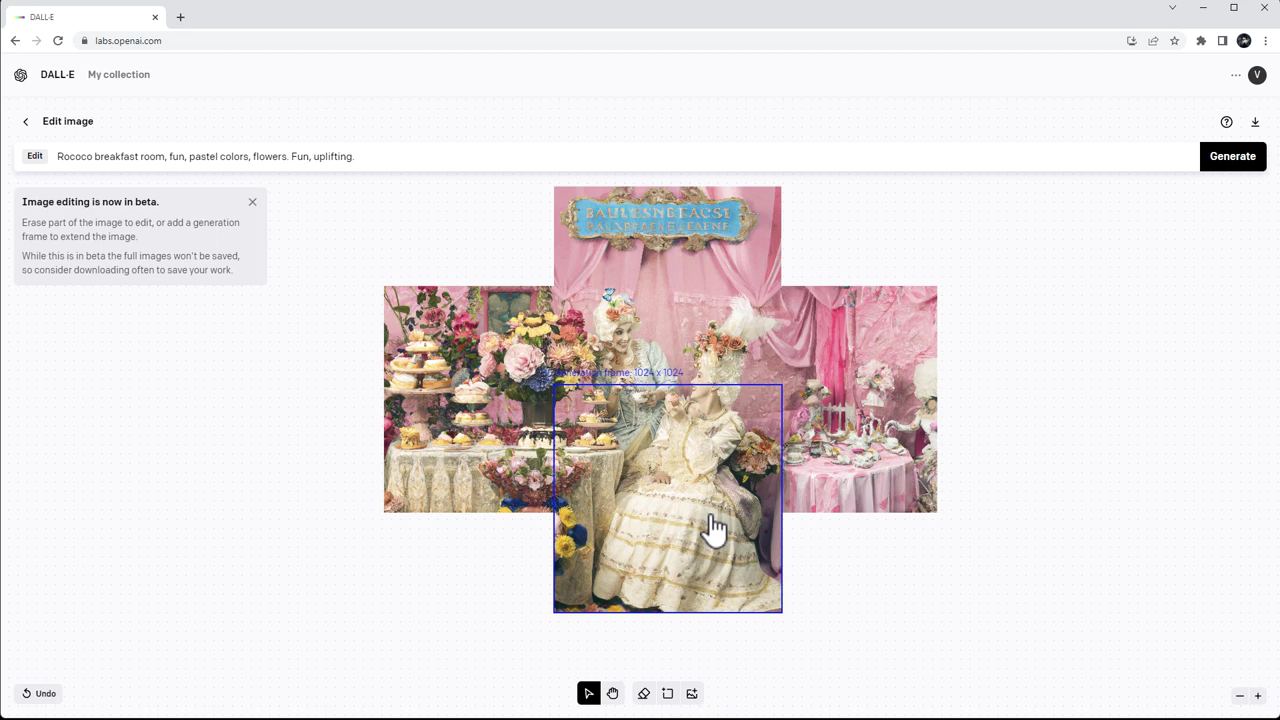 DALL·E
labs.openai.com
DALL·E My collection
V
Edit image
Edit Rococo breakfast room, fun, pastel colors, flowers. Fun, uplifting. Generate
Image editing is now in beta.
Erase part of the image to edit, or add a generation
frame to extend the image.
While this is in beta the full images won't be saved,
so consider downloading often to save your work.
frame: 1024 x 1024
Undo